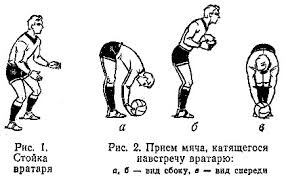 а
б
в
Рис. 1.
Стойка
вратаря
Рис. 2. Прием мяча, катящегося
навстречу вратарю:
а, б — вид сбоку, в — вид спереди